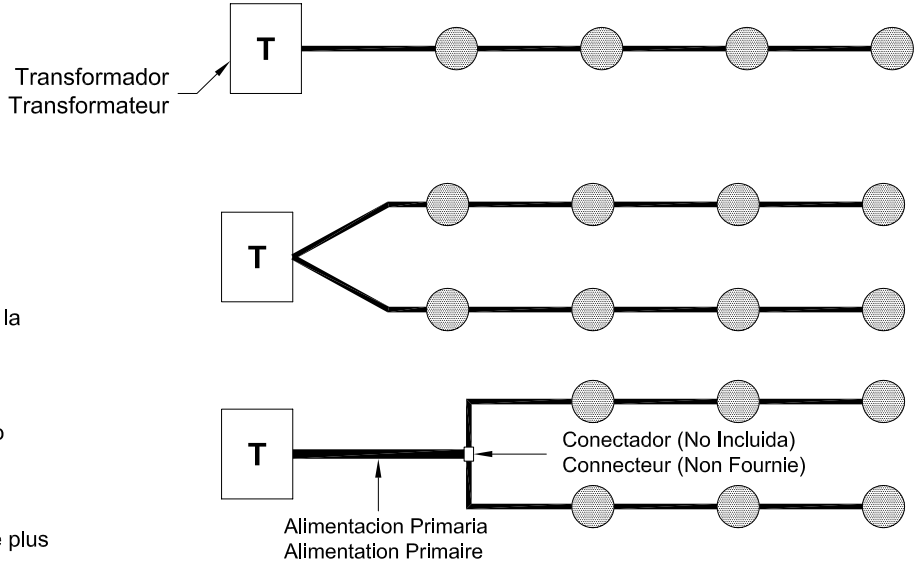 T
Transformador
Transformateur
T
la
T
Conectador (No Incluida)
Connecteur (Non Fournie)
Alimentacion Primaria
Alimentation Primaire
plus